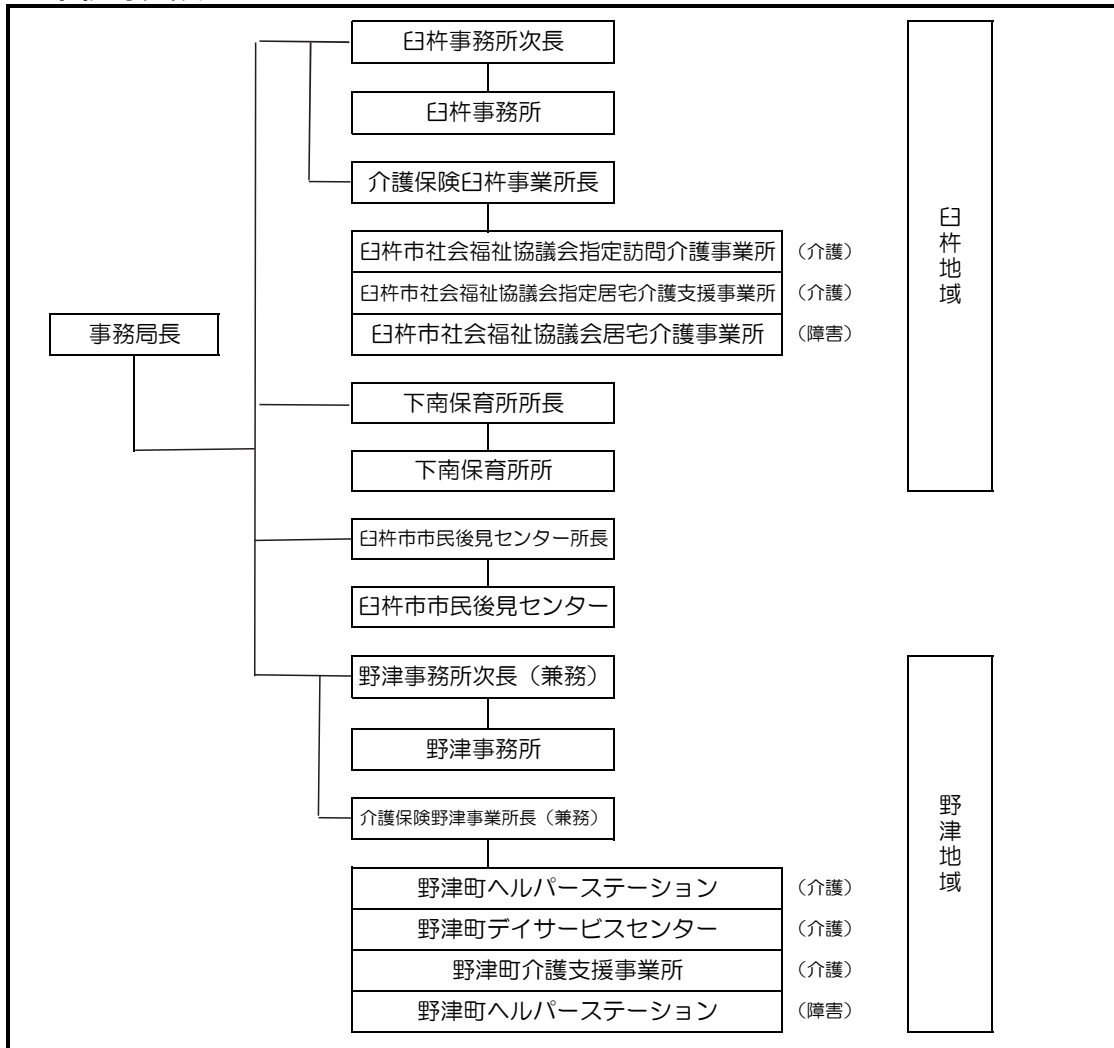 臼杵事務所次長
臼杵事務所
介護保険臼杵事業所長
臼杵市社会福祉協議会指定訪問介護事業所 （介護）
臼杵市社会福祉協議会指定居宅介護支援事業所 （介護）
臼杵市社会福祉協議会居宅介護事業所 （障害）
臼杵地域
事務局長
下南保育所所長
下南保育所所
臼杵市市民後見センター所長
臼杵市市民後見センター
野津事務所次長（兼務）
野津事務所
介護保険野津事業所長（兼務）
野津町ヘルパーステーション （介護）
野津町デイサービスセンター （介護）
野津町介護支援事業所 （介護）
野津町ヘルパーステーション （障害）
野津地域